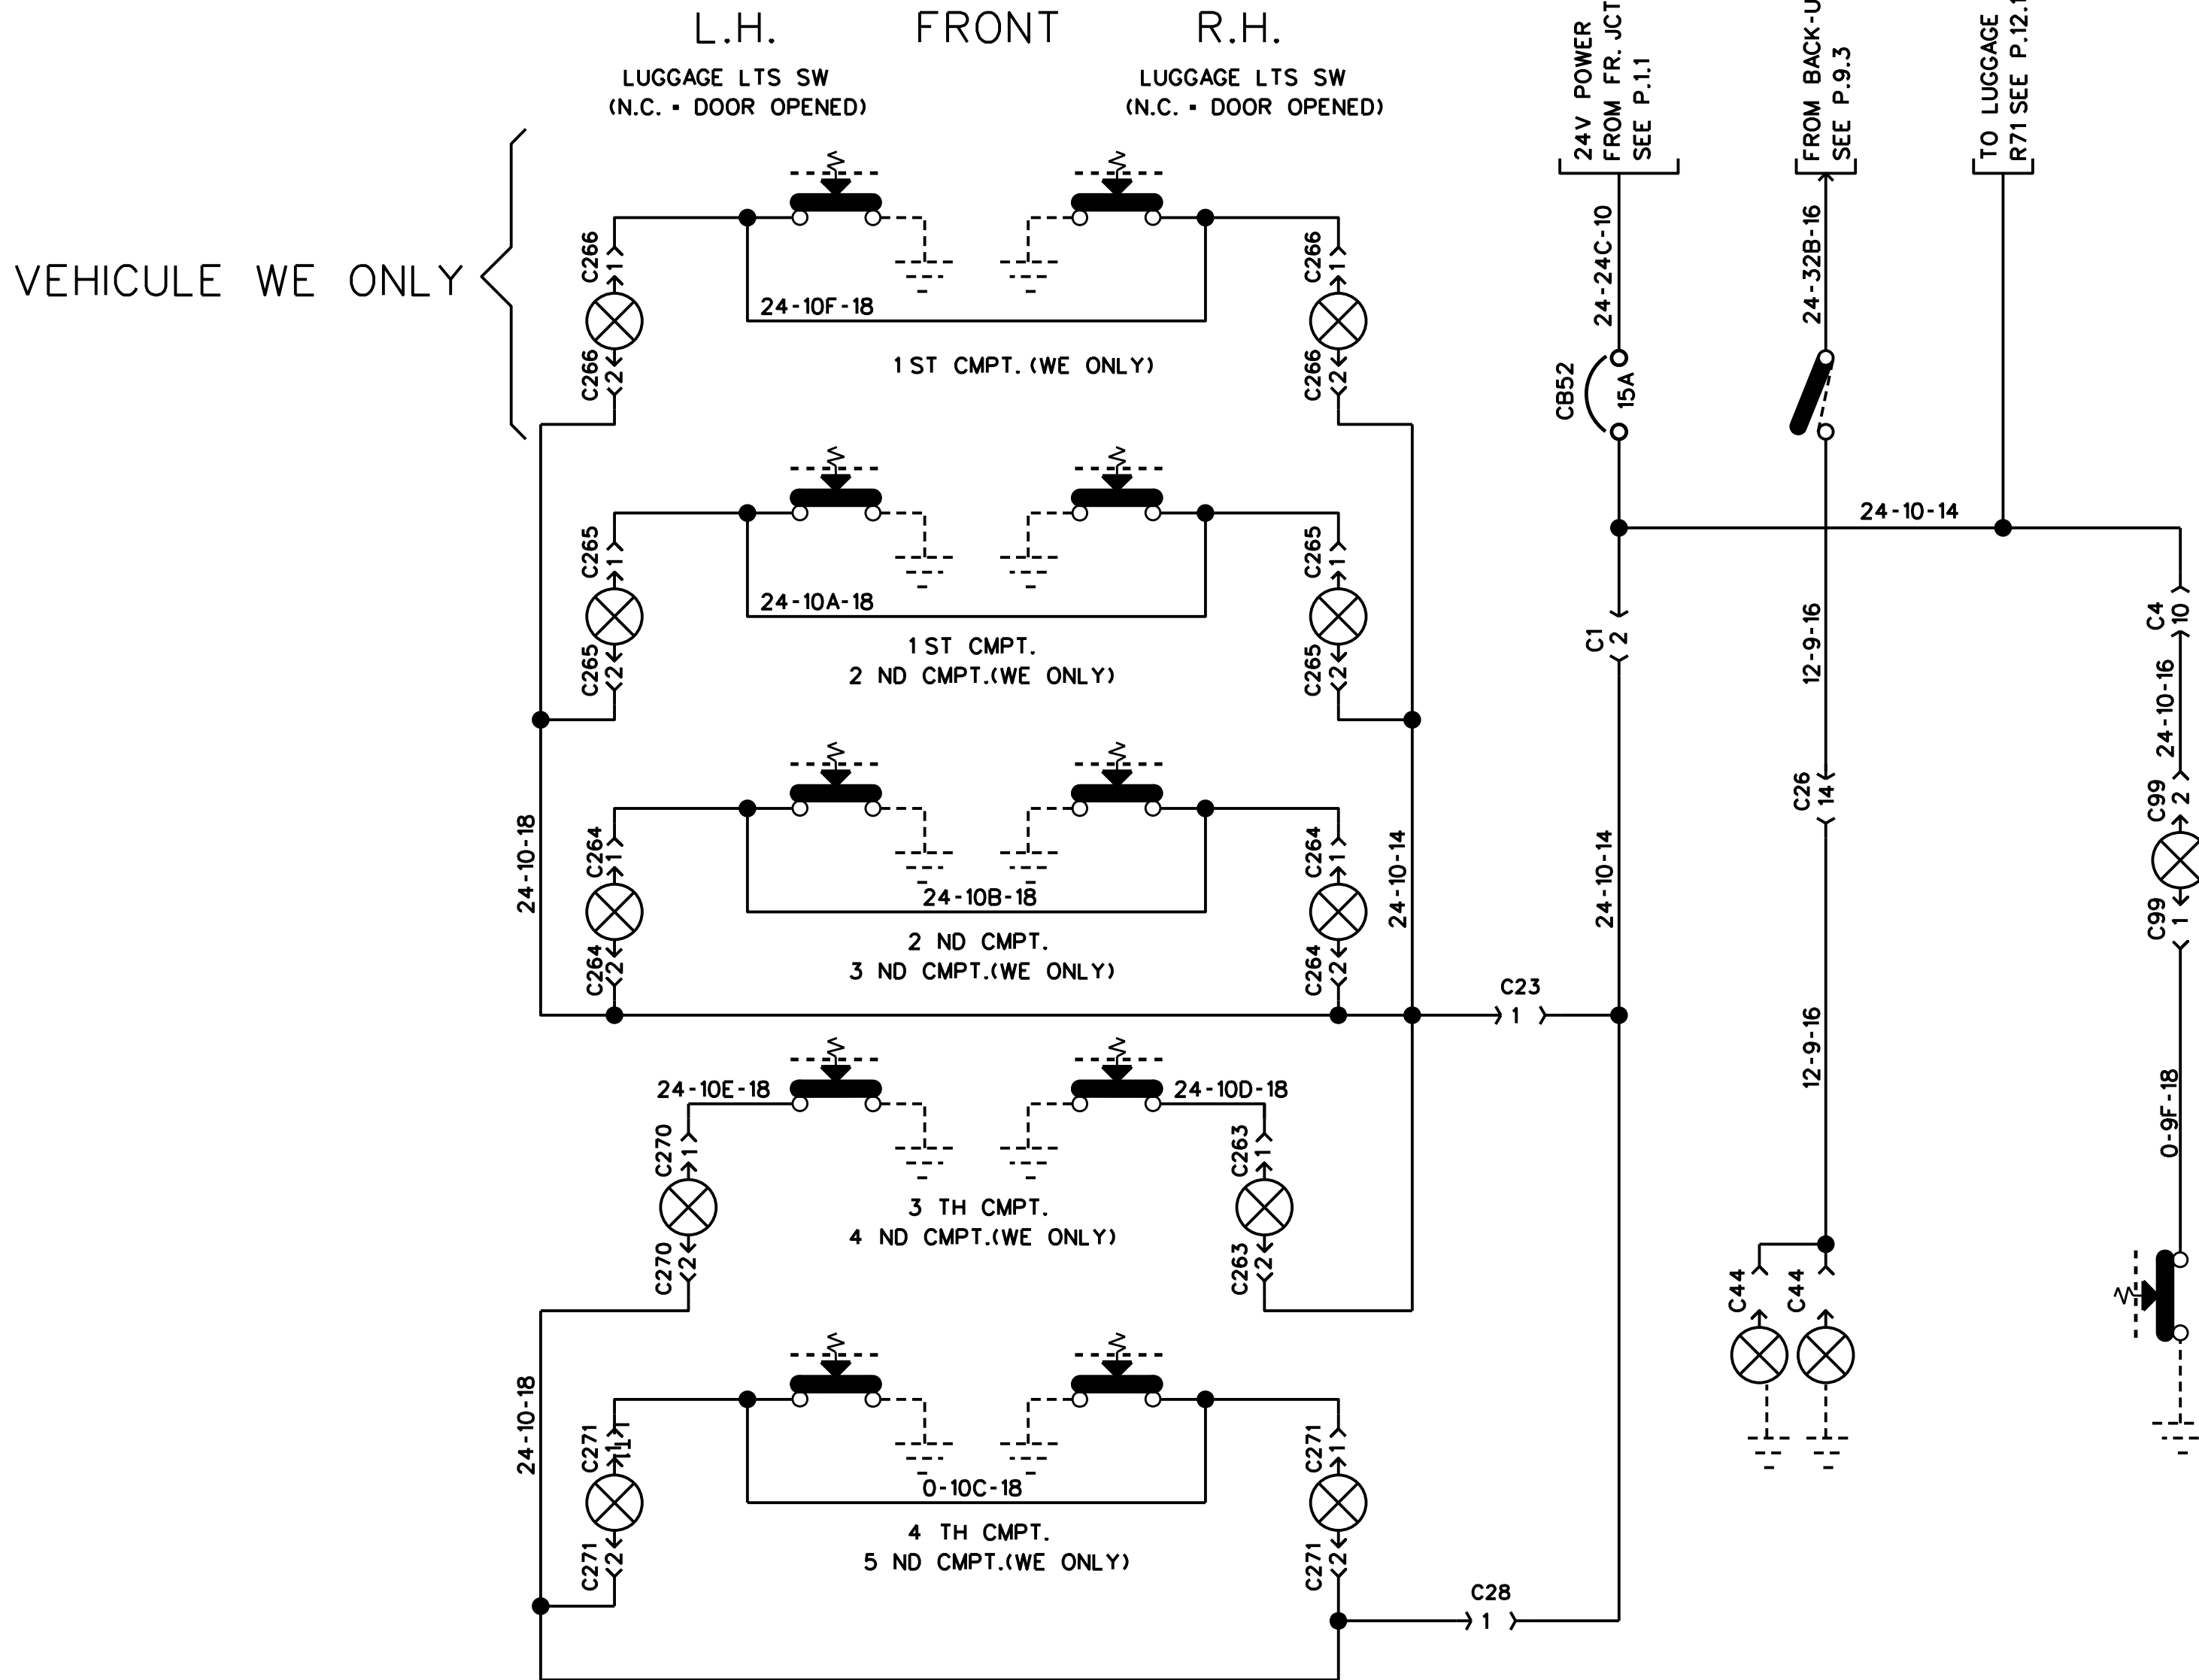 L.H. FRONT R.H.
LUGGAGE LTS SW
(N.C. - DOOR OPENED)
LUGGAGE LTS SW
(N.C. - DOOR OPENED)
24V POWER
FROM FR. JCT
SEE P.1.1
SEE P.9.3
TO LUGGAGE
R71 SEE P.12.1
VEHICULE WE ONLY
C266
1
C266
2
24-10F-18
1 ST CMPT. (WE ONLY)
C266
1
C266
2
24-24C-10
CB52
15A
24-32B-16
24-10-14
C265
1
C265
2
24-10A-18
1 ST CMPT.
2 ND CMPT.(WE ONLY)
C265
1
C265
2
C1
2
12-9-16
C4
10
24-10-16
24-10-18
C264
1
C264
2
24-10B-18
2 ND CMPT.
3 ND CMPT.(WE ONLY)
C264
1
C264
2
24-10-14
24-10-14
C26
14
C99
2
C99
1
C23
1
12-9-16
0-9F-18
24-10E-18
C270
1
C270
2
24-10D-18
C263
1
C263
2
3 TH CMPT.
4 ND CMPT.(WE ONLY)
C44
C44
24-10-18
C271
1
C271
2
0-10C-18
4 TH CMPT.
5 ND CMPT.(WE ONLY)
C271
1
C271
2
C28
1